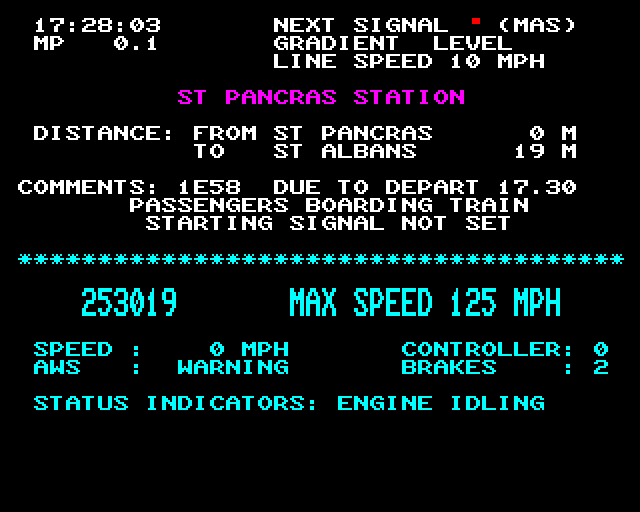 17:28:03 NEXT SIGNAL (MAS)
MP 0.1 GRADIENT LEVEL
LINE SPEED 10 MPH
ST PANCRAS STATION
DISTANCE: FROM ST PANCRAS 0 M
TO ST ALBANS 19 M
COMMENTS: 1E58 DUE TO DEPART 17.30
PASSENGERS BOARDING TRAIN
STARTING SIGNAL NOT SET
**************************************
253019 MAX SPEED 125 MPH
SPEED : 0 MPH CONTROLLER: 0
AWS : WARNING BRAKES : 2
STATUS INDICATORS: ENGINE IDLING